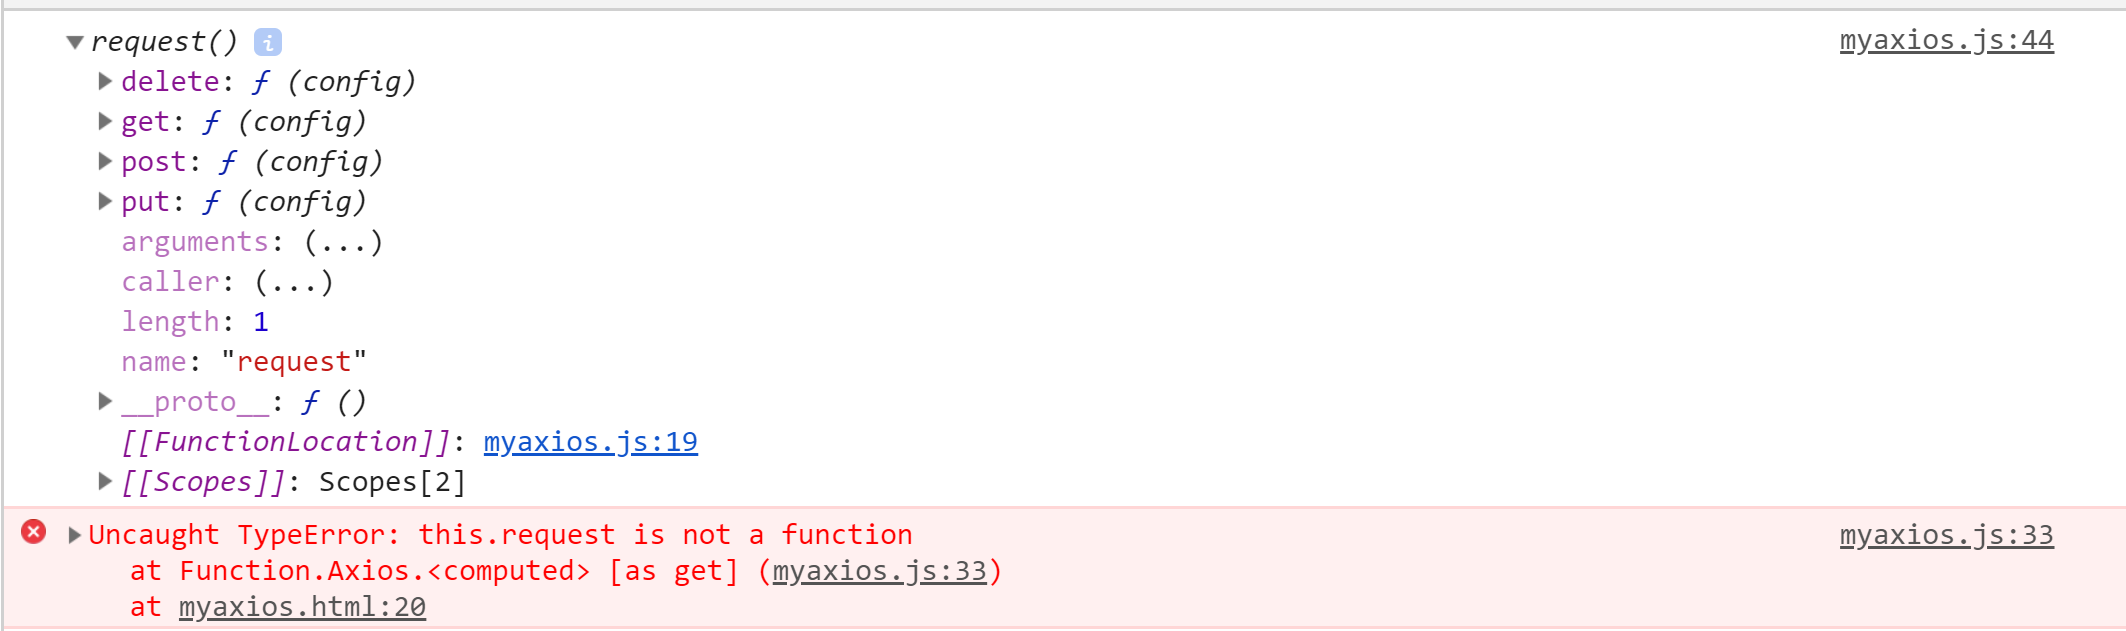 ▼request() i myaxios.js:44
▶delete: ƒ (config)
▶get: ƒ (config)
▶post: ƒ (config)
▶put: ƒ (config)
arguments: (...)
caller: (...)
length: 1
name: "request"
▶__proto__: ƒ ()
[[FunctionLocation]]: myaxios.js:19
▶[[Scopes]]: Scopes[2]
▶Uncaught TypeError: this.request is not a function myaxios.js:33
at Function.Axios.<computed> [as get] (myaxios.js:33)
at myaxios.html:20